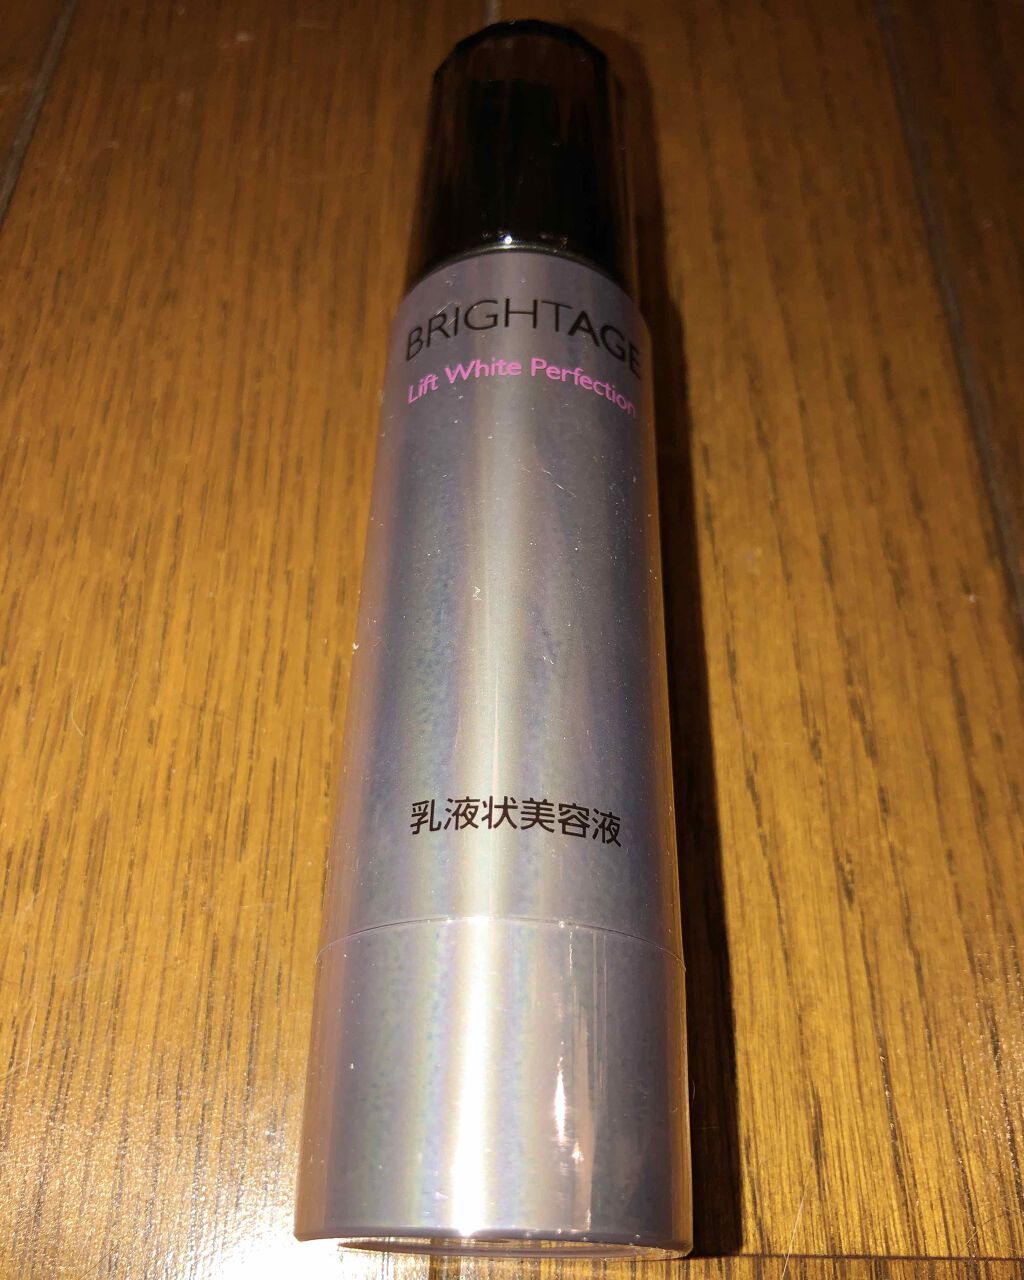 BRIGHTAGE
Lift White Perfection
乳液状美容液